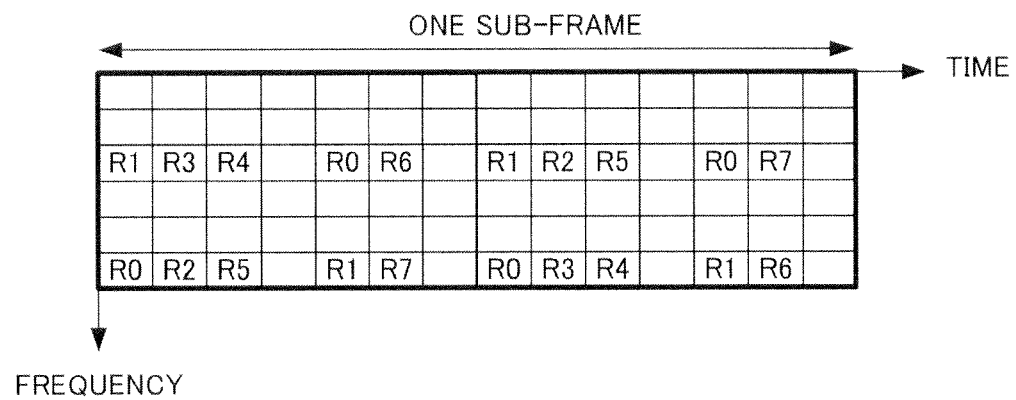 ONE SUB-FRAME
TIME
R1 R3 R4 R0 R6 R1 R2 R5 R0 R7
R0 R2 R5 R1 R7 R0 R3 R4 R1 R6
FREQUENCY